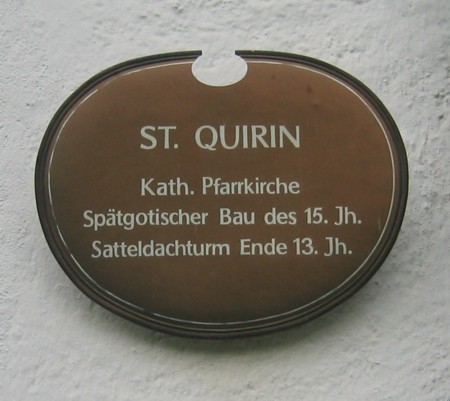 ST. QUIRIN
Kath. Pfarrkirche
Spätgotischer Bau des 15. Jh.
Satteldachturm Ende 13. Jh.